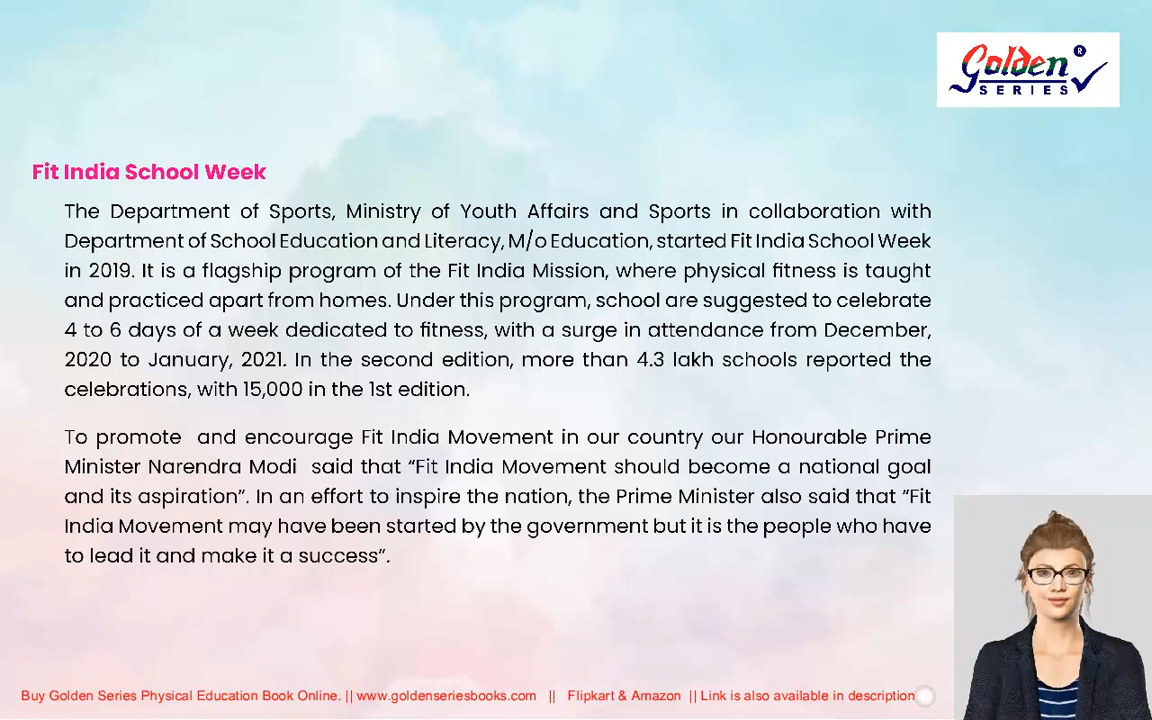 Golden ®
SERIES
Fit India School Week
The Department of Sports, Ministry of Youth Affairs and Sports in collaboration with
Department of School Education and Literacy, M/o Education, started Fit India School Week
in 2019. It is a flagship program of the Fit India Mission, where physical fitness is taught
and practiced apart from homes. Under this program, school are suggested to celebrate
4 to 6 days of a week dedicated to fitness, with a surge in attendance from December,
2020 to January, 2021. In the second edition, more than 4.3 lakh schools reported the
celebrations, with 15,000 in the 1st edition.
To promote and encourage Fit India Movement in our country our Honourable Prime
Minister Narendra Modi said that “Fit India Movement should become a national goal
and its aspiration”. In an effort to inspire the nation, the Prime Minister also said that “Fit
India Movement may have been started by the government but it is the people who have
to lead it and make it a success”.
Buy Golden Series Physical Education Book Online. || www.goldenseriesbooks.com || Flipkart & Amazon || Link is also available in description